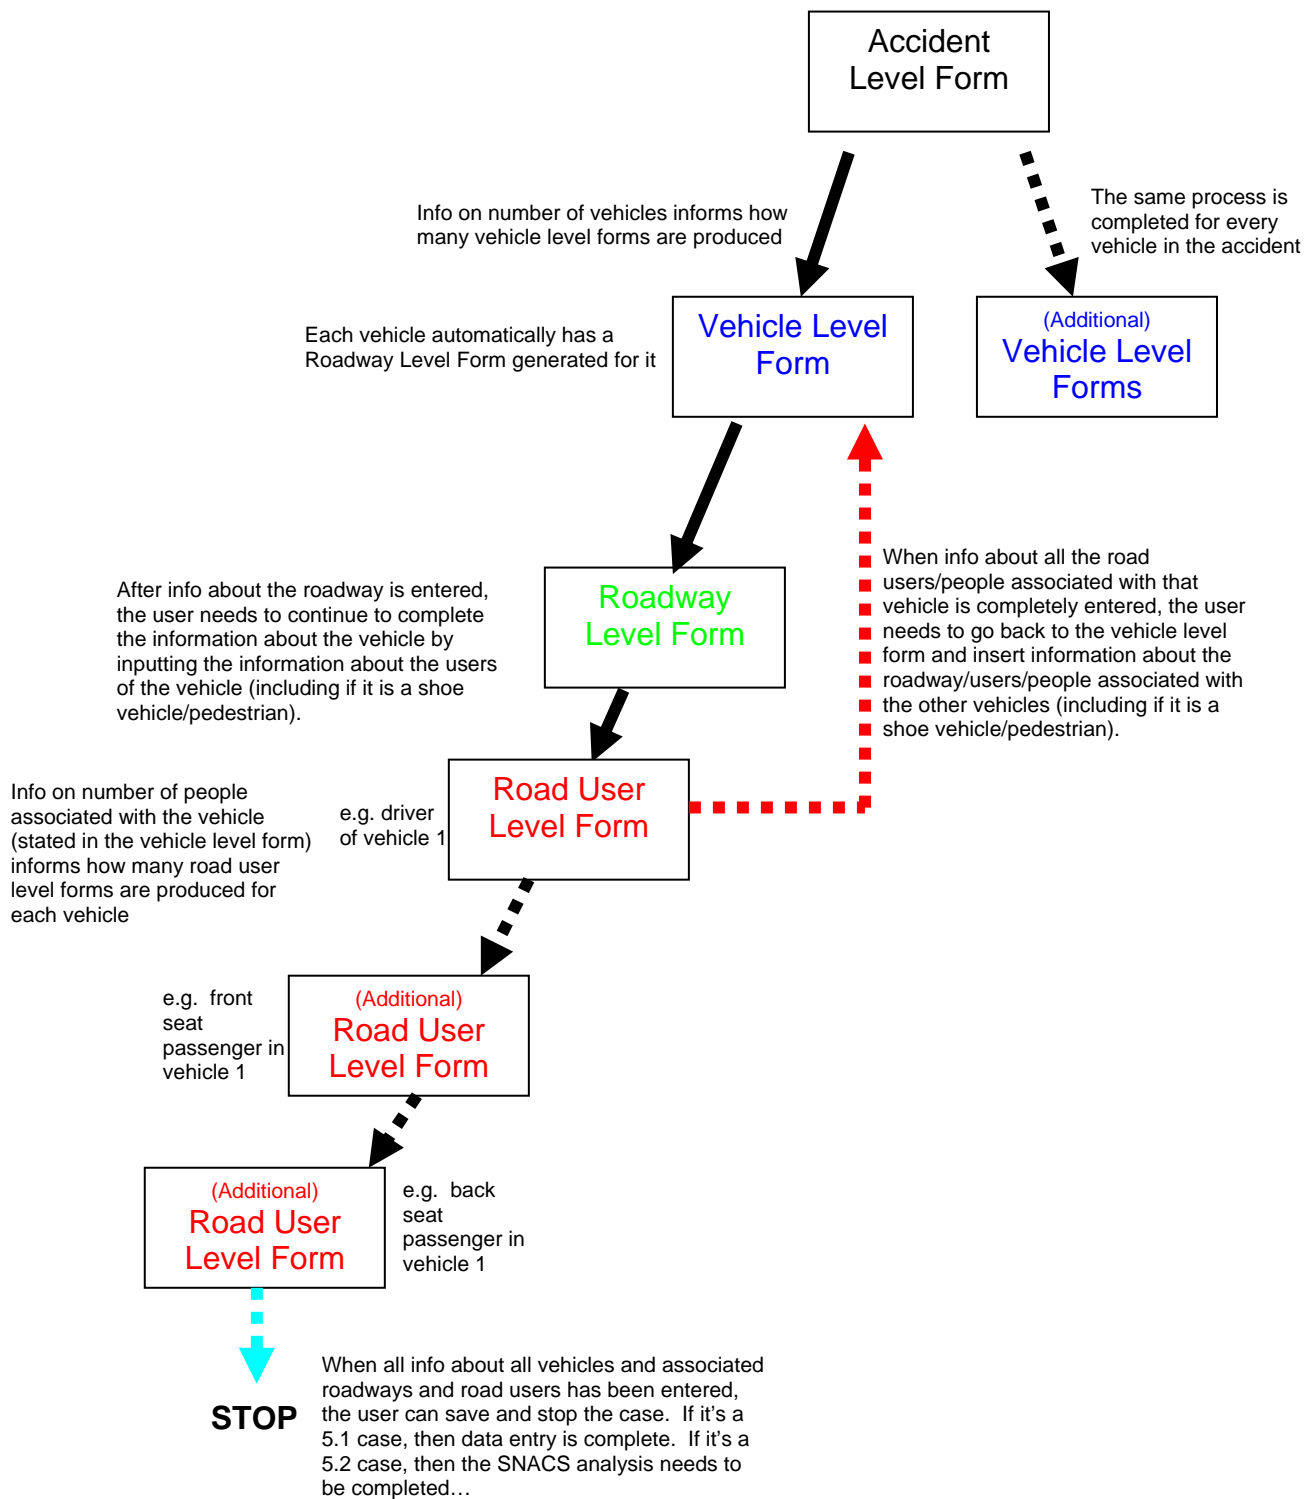 Accident
Level Form
Info on number of vehicles informs how
many vehicle level forms are produced
The same process is
completed for every
vehicle in the accident
Each vehicle automatically has a
Roadway Level Form generated for it
Vehicle Level
Form
(Additional)
Vehicle Level
Forms
After info about the roadway is entered,
the user needs to continue to complete
the information about the vehicle by
inputting the information about the users
of the vehicle (including if it is a shoe
vehicle/pedestrian).
Roadway
Level Form
When info about all the road
users/people associated with that
vehicle is completely entered, the user
needs to go back to the vehicle level
form and insert information about the
roadway/users/people associated with
the other vehicles (including if it is a
shoe vehicle/pedestrian).
Info on number of people
associated with the vehicle
(stated in the vehicle level form)
informs how many road user
level forms are produced for
each vehicle
e.g. driver
of vehicle 1
Road User
Level Form
e.g.  front
seat
passenger in
vehicle 1
(Additional)
Road User
Level Form
(Additional)
Road User
Level Form
e.g.  back
seat
passenger in
vehicle 1
STOP
When all info about all vehicles and associated
roadways and road users has been entered,
the user can save and stop the case.  If it's a
5.1 case, then data entry is complete.  If it's a
5.2 case, then the SNACS analysis needs to
be completed…